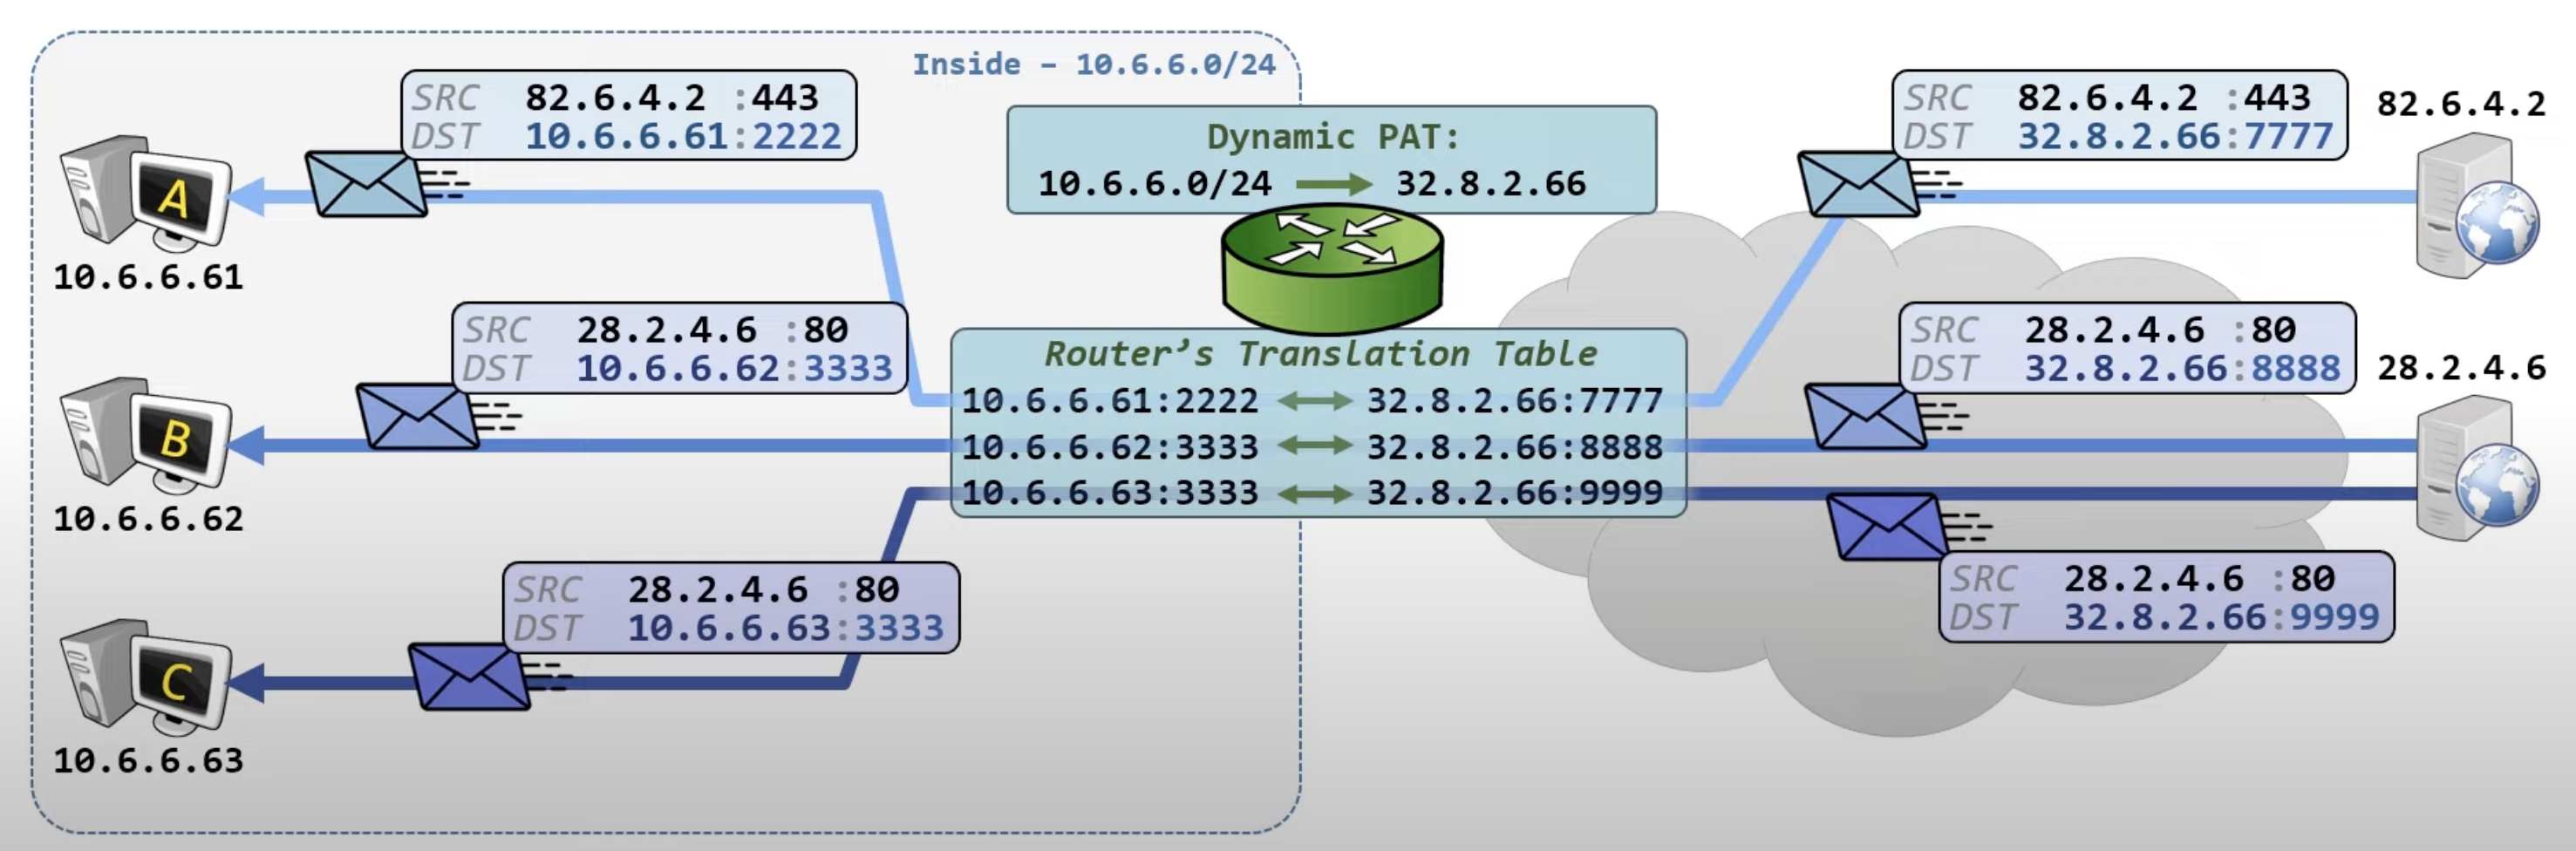 Inside – 10.6.6.0/24
SRC 82.6.4.2 :443
DST 10.6.6.61:2222
A
10.6.6.61
SRC 28.2.4.6 :80
DST 10.6.6.62:3333
B
10.6.6.62
SRC 28.2.4.6 :80
DST 10.6.6.63:3333
C
10.6.6.63
Dynamic PAT:
10.6.6.0/24 32.8.2.66
Router’s Translation Table
10.6.6.61:2222 32.8.2.66:7777
10.6.6.62:3333 32.8.2.66:8888
10.6.6.63:3333 32.8.2.66:9999
SRC 82.6.4.2 :443
DST 32.8.2.66:7777
82.6.4.2
SRC 28.2.4.6 :80
DST 32.8.2.66:8888
28.2.4.6
SRC 28.2.4.6 :80
DST 32.8.2.66:9999